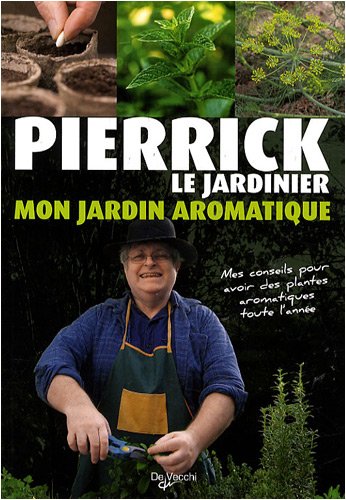 PIERRICK
LE JARDINIER
MON JARDIN AROMATIQUE
Mes conseils pour
avoir des plantes
aromatiques
toute l'année
De Vecchi